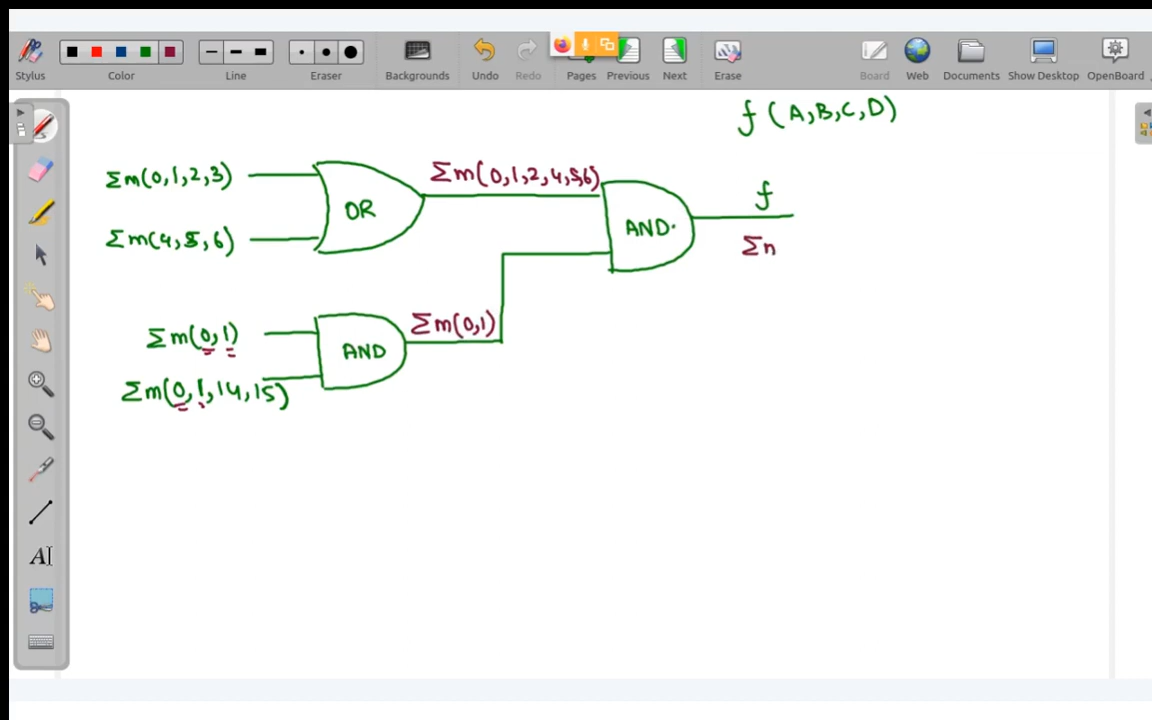 Stylus Color Line Eraser Backgrounds Undo Redo Pages Previous Next Erase Board Web Documents Show Desktop OpenBoard
f (A,B,C,D)
Σm(0,1,2,3)
Σm(0,1,2,4,5,6)
OR
f
AND.
Σm(4,5,6)
Σn
Σm(0,1)
Σm(0,1)
AND
Σm(0,1,14,15)
AI